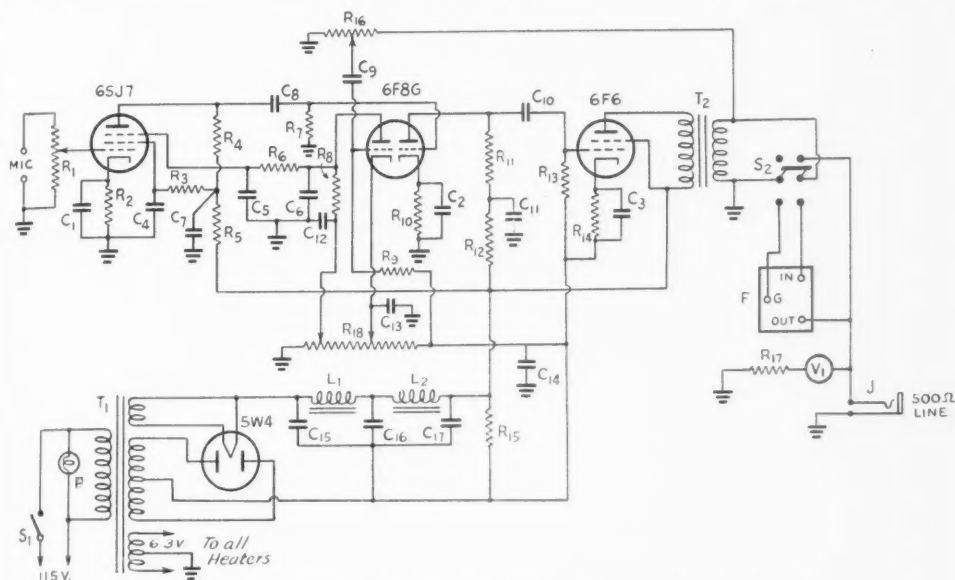 R16
C9
6SJ7
C8
6F8G
C10
6F6
T2
MIC
R1
R4
R7
R6
R8
R11
R13
R2
R3
C1
C4
C7
C5
C6
C12
R5
R10
C2
C11
R12
R14
C3
S2
R9
C13
R18
C14
IN
F
G
OUT
R17
V1
J
500Ω
LINE
T1
L1
L2
5W4
C15
C16
C17
R15
P
S1
115V.
6.3V
To all
Heaters